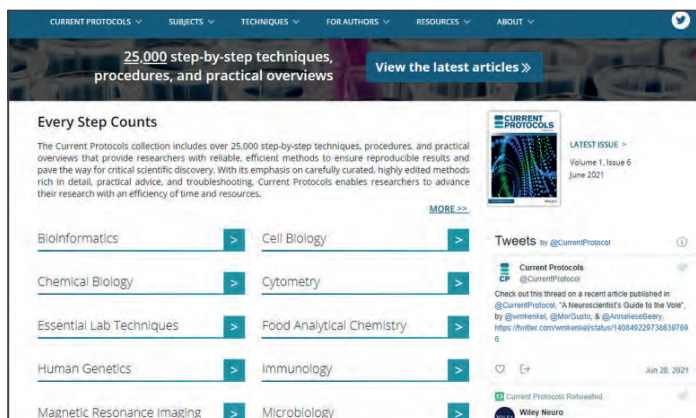 CURRENT PROTOCOLS
SUBJECTS
TECHNIQUES
FOR AUTHORS
RESOURCES
ABOUT
25,000 step-by-step techniques,
procedures, and practical overviews
View the latest articles »
Every Step Counts
The Current Protocols collection includes over 25,000 step-by-step techniques, procedures, and practical
overviews that provide researchers with reliable, efficient methods to ensure reproducible results and
pave the way for critical scientific discovery. With its emphasis on carefully curated, highly edited methods
rich in detail, practical advice, and troubleshooting, Current Protocols enables researchers to advance
their research with an efficiency of time and resources.
MORE >>
CURRENT
PROTOCOLS
LATEST ISSUE >
Volume 1, Issue 6
June 2021
Bioinformatics >
Cell Biology >
Chemical Biology >
Cytometry >
Essential Lab Techniques >
Food Analytical Chemistry >
Human Genetics >
Immunology >
Magnetic Resonance Imaging >
Microbiology >
Tweets by @CurrentProtocol
CP
Current Protocols
@CurrentProtocol
Check out this thread on a recent article published in
@CurrentProtocol, "A Neuroscientist's Guide to the Vole",
by @wmkenkel, @MorGusto, & @AnnalieseBeery.
https://twitter.com/wmkenkel/status/140849229738639769
6
Jun 28, 2021
Current Protocols Retweeted
Wiley Neuro